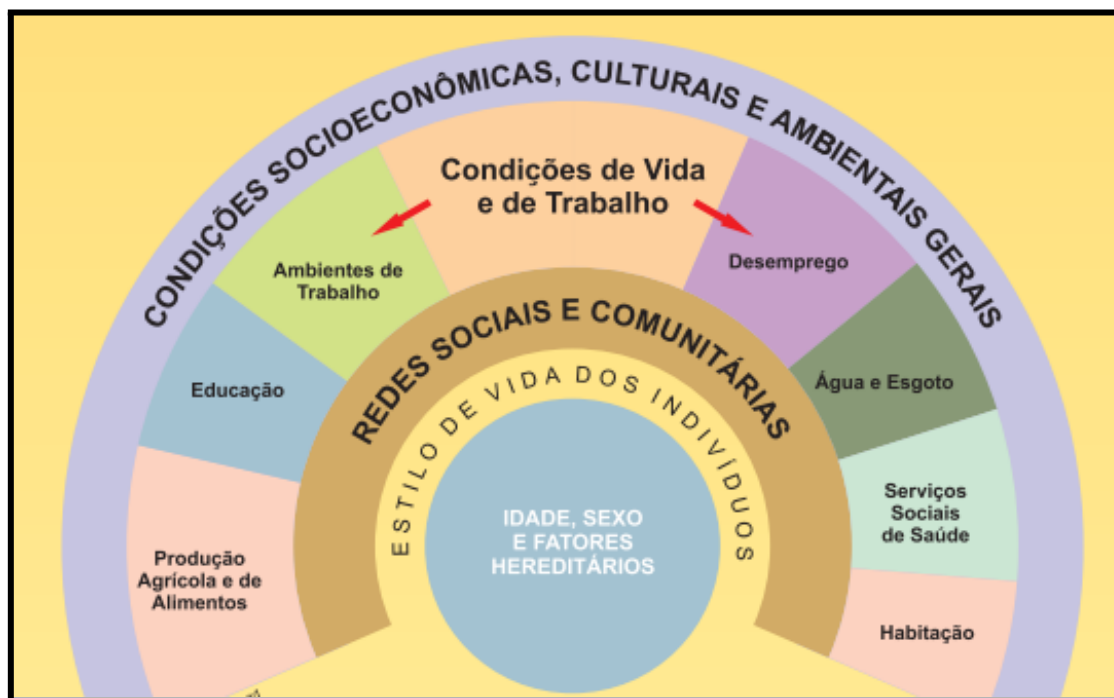 CONDIÇÕES SOCIOECONÔMICAS, CULTURAIS E AMBIENTAIS GERAIS
Condições de Vida
e de Trabalho
Ambientes de
Trabalho
Desemprego
Educação
Água e Esgoto
Produção
Agrícola e de
Alimentos
Serviços
Sociais
de Saúde
Habitação
REDES SOCIAIS E COMUNITÁRIAS
ESTILO DE VIDA DOS INDIVÍDUOS
IDADE, SEXO
E FATORES
HEREDITÁRIOS